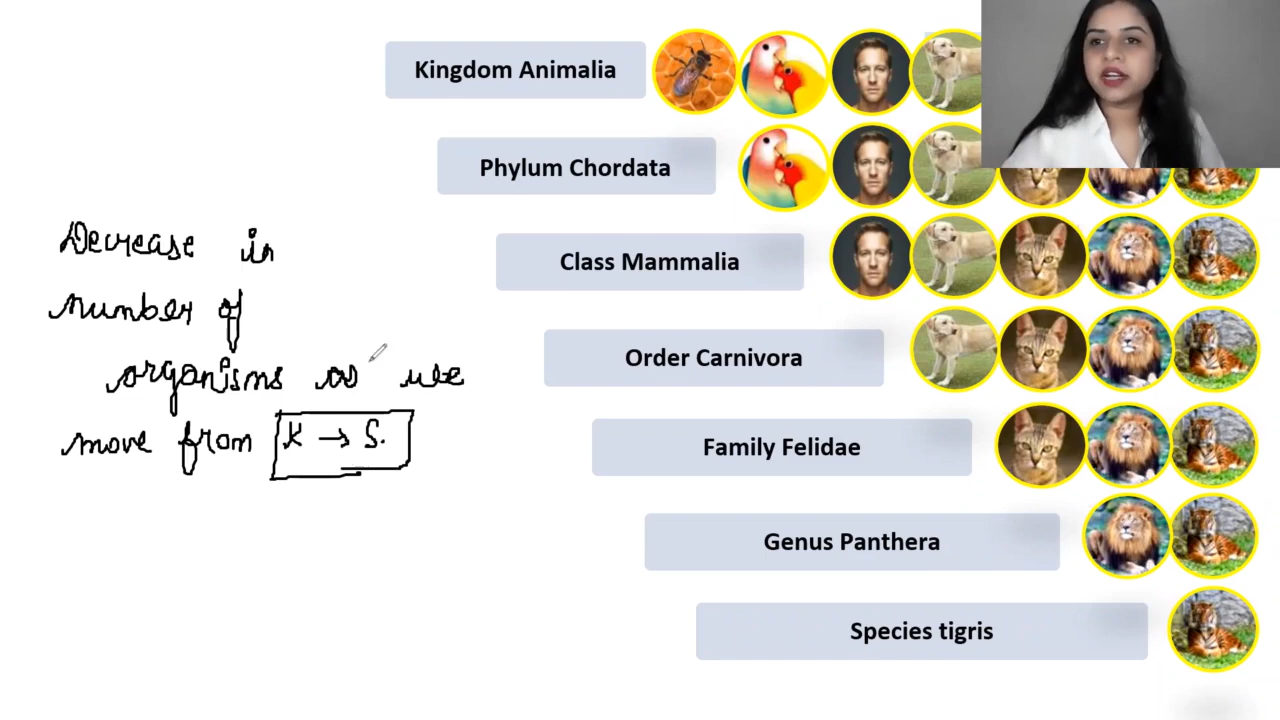 Kingdom Animalia
Phylum Chordata
Class Mammalia
Order Carnivora
Family Felidae
Genus Panthera
Species tigris
Decrease in
number of
organisms as we
move from K → S.